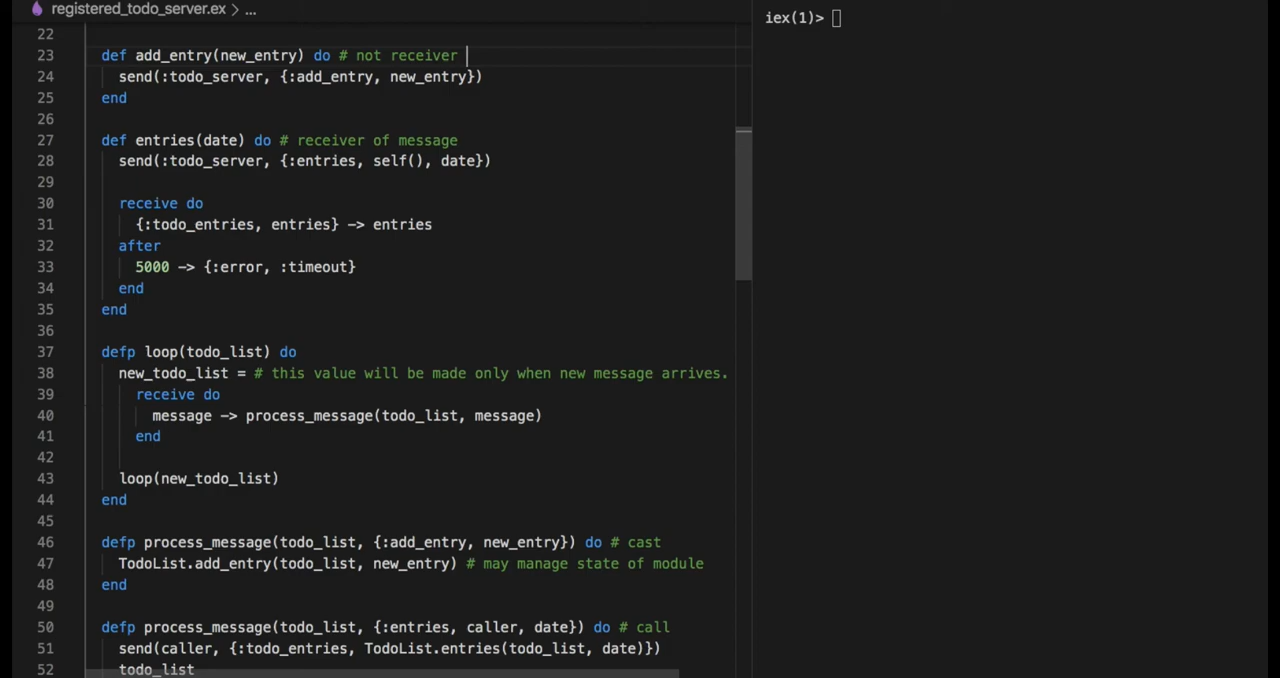 registered_todo_server.ex > ...
iex(1)>
22
23 def add_entry(new_entry) do # not receiver
24 send(:todo_server, {:add_entry, new_entry})
25 end
26
27 def entries(date) do # receiver of message
28 send(:todo_server, {:entries, self(), date})
29
30 receive do
31 {:todo_entries, entries} -> entries
32 after
33 5000 -> {:error, :timeout}
34 end
35 end
36
37 defp loop(todo_list) do
38 new_todo_list = # this value will be made only when new message arrives.
39 receive do
40 message -> process_message(todo_list, message)
41 end
42
43 loop(new_todo_list)
44 end
45
46 defp process_message(todo_list, {:add_entry, new_entry}) do # cast
47 TodoList.add_entry(todo_list, new_entry) # may manage state of module
48 end
49
50 defp process_message(todo_list, {:entries, caller, date}) do # call
51 send(caller, {:todo_entries, TodoList.entries(todo_list, date)})
52 todo_list